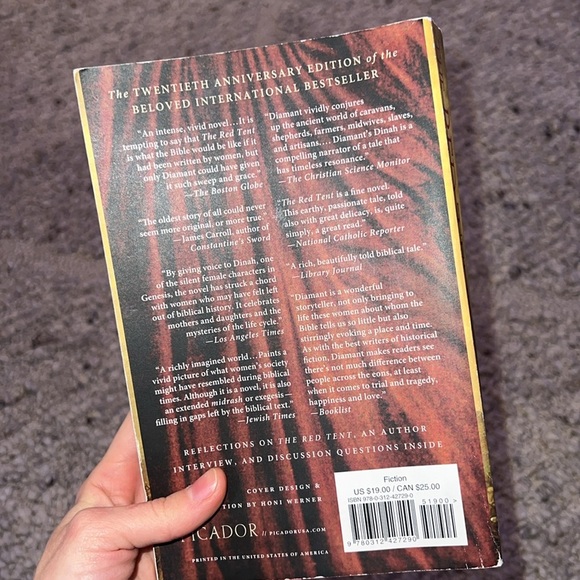 The TWENTIETH ANNIVERSARY EDITION of the
BELOVED INTERNATIONAL BESTSELLER
"An intense, vivid novel…It is
tempting to say that The Red Tent
is what the Bible would be like if it
had been written by women, but
only Diamant could have given
it such sweep and grace."
—The Boston Globe
"The oldest story of all could never
seem more original, or more true."
—James Carroll, author of
Constantine's Sword
"By giving voice to Dinah, one
of the silent female characters in
Genesis, the novel has struck a chord
with women who may have felt left
out of biblical history. It celebrates
mothers and daughters and the
mysteries of the life cycle."
—Los Angeles Times
"A richly imagined world…Paints a
vivid picture of what women's society
might have resembled during biblical
times. Although it is a novel, it is also
an extended midrash or exegesis—
filling in gaps left by the biblical text."
—Jewish Times
"Diamant vividly conjures
up the ancient world of caravans,
shepherds, farmers, midwives, slaves,
and artisans.… Diamant's Dinah is a
compelling narrator of a tale that
has timeless resonance."
—The Christian Science Monitor
"The Red Tent is a fine novel.
This earthy, passionate tale, told
also with great delicacy, is, quite
simply, a great read."
—National Catholic Reporter
"A rich, beautifully told biblical tale."
—Library Journal
"Diamant is a wonderful
storyteller, not only bringing to
life these women about whom the
Bible tells us so little but also
stirringly evoking a place and time.
As with the best writers of historical
fiction, Diamant makes readers see
there's not much difference between
people across the eons, at least
when it comes to trial and tragedy,
happiness and love."
—Booklist
REFLECTIONS ON THE RED TENT, AN AUTHOR
INTERVIEW, AND DISCUSSION QUESTIONS INSIDE
COVER DESIGN &
TION BY HONI WERNER
PICADOR // PICADORUSA.COM
PRINTED IN THE UNITED STATES OF AMERICA
Fiction
US $19.00 / CAN $25.00
ISBN 978-0-312-42729-0
51900>
9 780312 427290